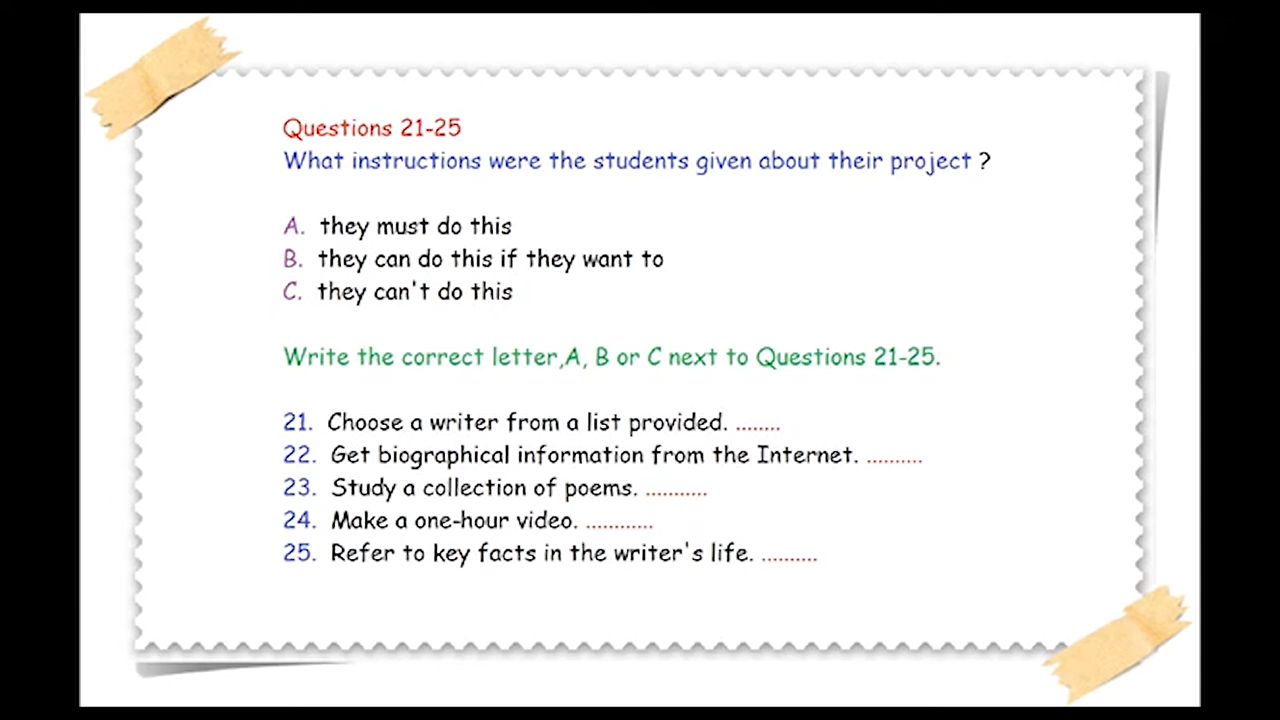 Questions 21-25
What instructions were the students given about their project ?
A. they must do this
B. they can do this if they want to
C. they can't do this
Write the correct letter,A, B or C next to Questions 21-25.
21. Choose a writer from a list provided. ........
22. Get biographical information from the Internet. ..........
23. Study a collection of poems. ...........
24. Make a one-hour video. ............
25. Refer to key facts in the writer's life. ..........